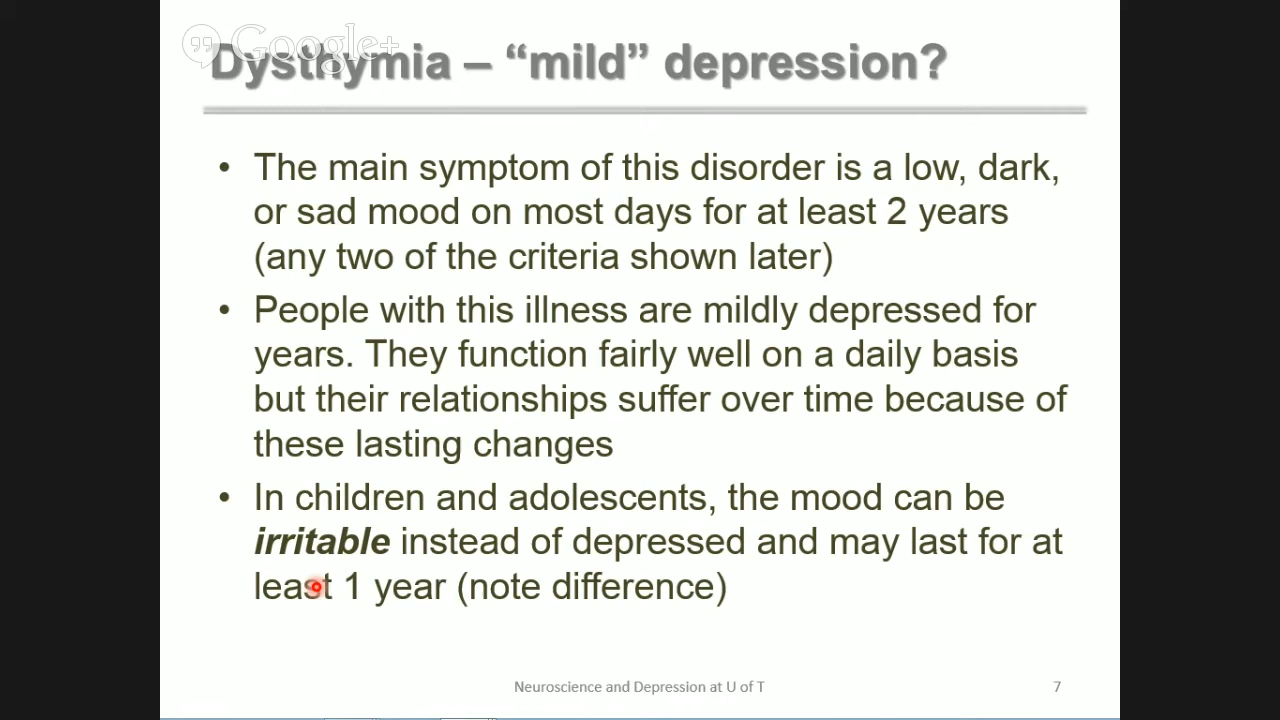 Google+
Dysthymia – “mild” depression?
• The main symptom of this disorder is a low, dark,
or sad mood on most days for at least 2 years
(any two of the criteria shown later)
• People with this illness are mildly depressed for
years. They function fairly well on a daily basis
but their relationships suffer over time because of
these lasting changes
• In children and adolescents, the mood can be
irritable instead of depressed and may last for at
least 1 year (note difference)
Neuroscience and Depression at U of T 7